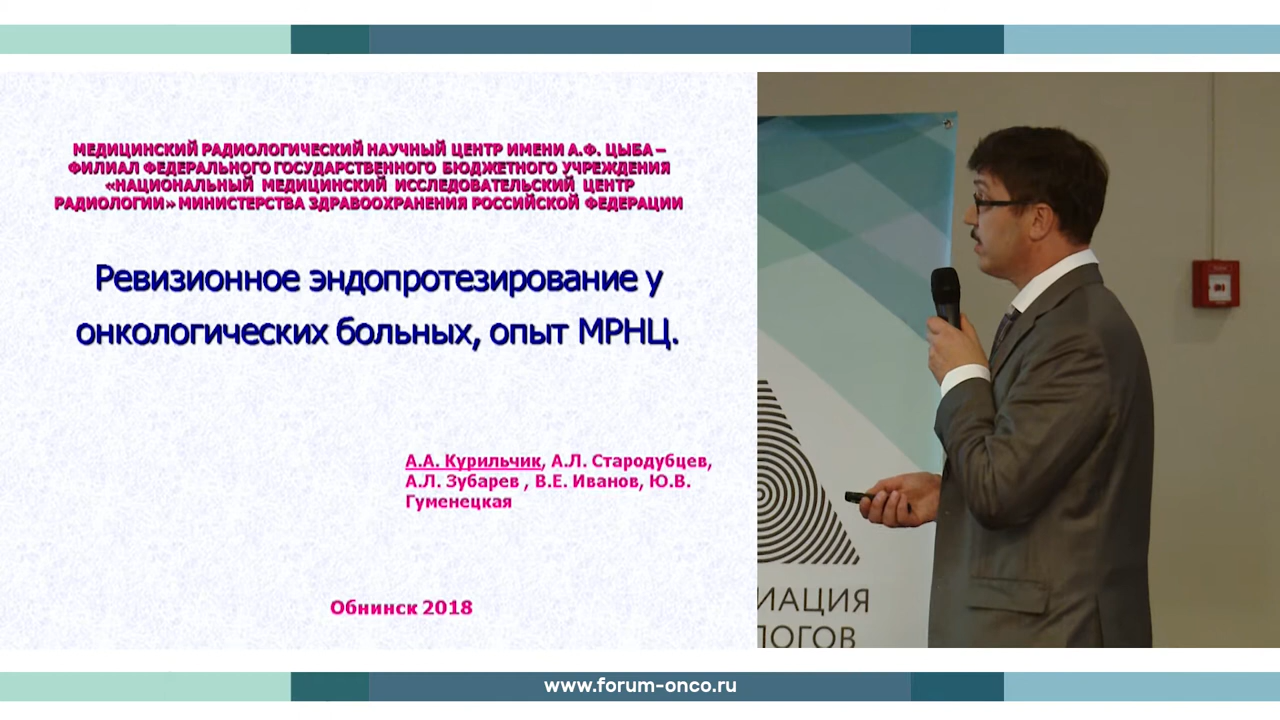 МЕДИЦИНСКИЙ РАДИОЛОГИЧЕСКИЙ НАУЧНЫЙ ЦЕНТР ИМЕНИ А.Ф. ЦЫБА –
ФИЛИАЛ ФЕДЕРАЛЬНОГО ГОСУДАРСТВЕННОГО БЮДЖЕТНОГО УЧРЕЖДЕНИЯ
«НАЦИОНАЛЬНЫЙ МЕДИЦИНСКИЙ ИССЛЕДОВАТЕЛЬСКИЙ ЦЕНТР
РАДИОЛОГИИ» МИНИСТЕРСТВА ЗДРАВООХРАНЕНИЯ РОССИЙСКОЙ ФЕДЕРАЦИИ
Ревизионное эндопротезирование у
онкологических больных, опыт МРНЦ.
А.А. Курильчик, А.Л. Стародубцев,
А.Л. Зубарев , В.Е. Иванов, Ю.В.
Гуменецкая
Обнинск 2018
ИАЦИЯ
ЛОГОВ
www.forum-onco.ru